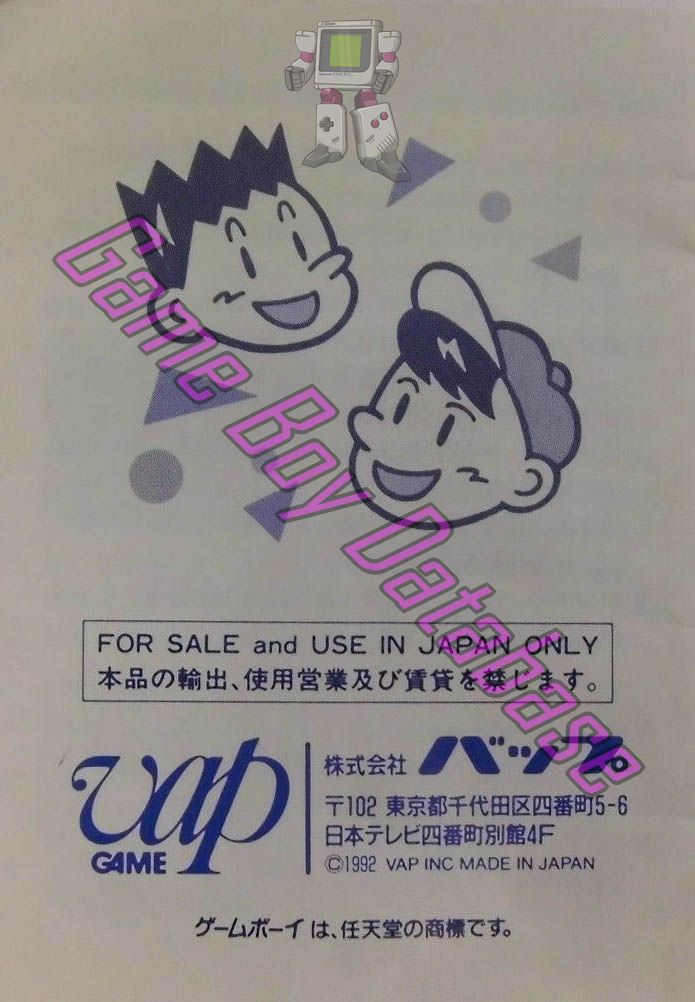 Game Boy Database
FOR SALE and USE IN JAPAN ONLY
本品の輸出、使用営業及び賃貸を禁じます。
vap
GAME
株式会社 バップ。
〒102 東京都千代田区四番町5-6
日本テレビ四番町別館4F
©1992 VAP INC MADE IN JAPAN
ゲームボーイは、任天堂の商標です。